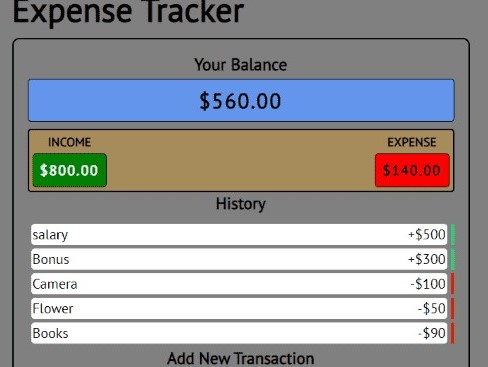 Expense Tracker
Your Balance
$560.00
INCOME EXPENSE
$800.00 $140.00
History
salary +$500
Bonus +$300
Camera -$100
Flower -$50
Books -$90
Add New Transaction